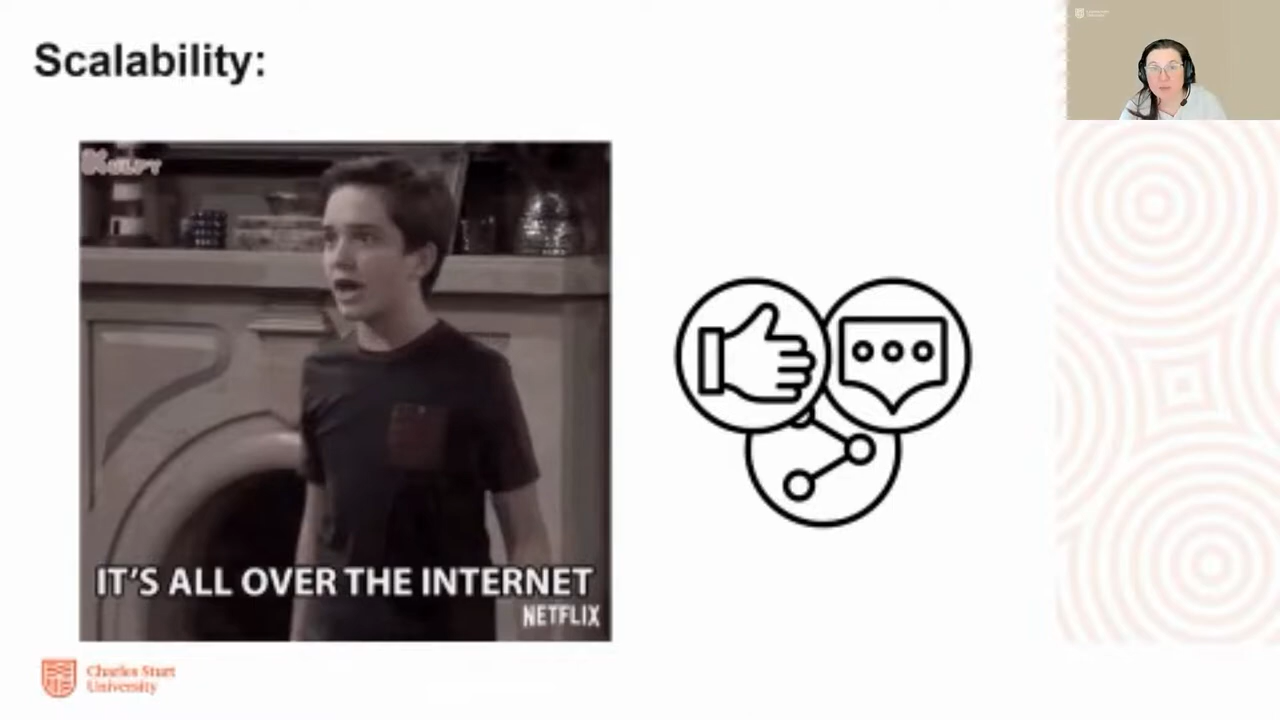 Scalability:
IT'S ALL OVER THE INTERNET
NETFLIX
Charles Sturt
University